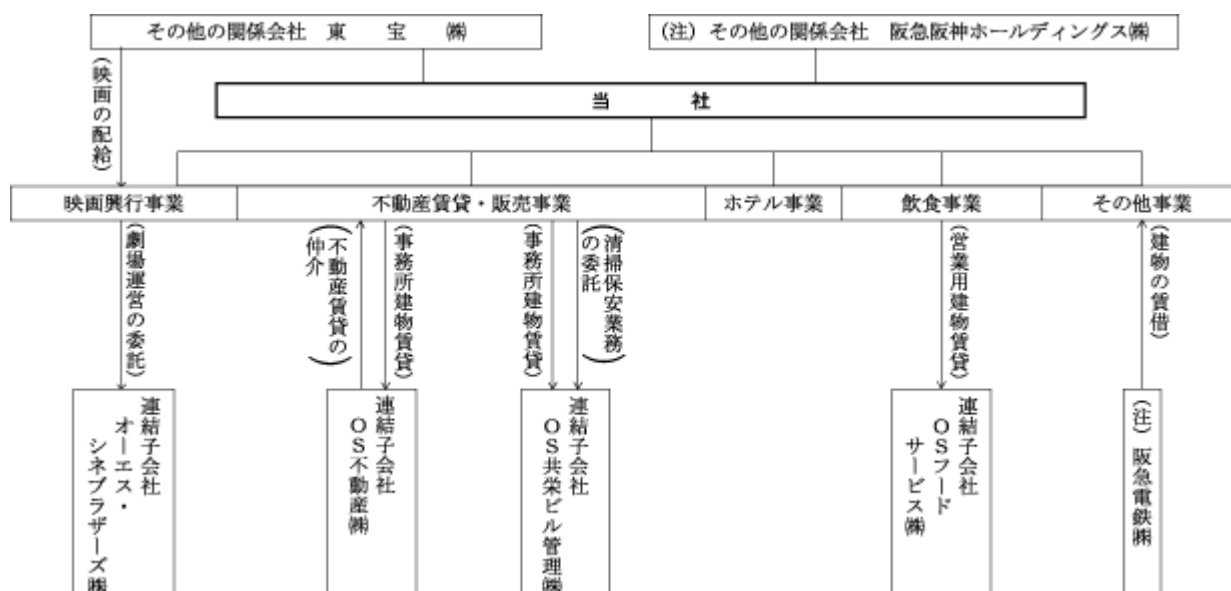 その他の関係会社　東　宝　㈱
(注) その他の関係会社　阪急阪神ホールディングス㈱
(映画の配給)
当　社
映画興行事業
不動産賃貸・販売事業
ホテル事業
飲食事業
その他事業
(劇場運営の委託)
(不動産賃貸の
仲介)
(事務所建物賃貸)
(事務所建物賃貸)
(清掃保安業務
の委託)
(営業用建物賃貸)
(建物の賃借)
連結子会社
オーエス・
シネブラザーズ㈱
連結子会社
ＯＳ不動産㈱
連結子会社
ＯＳ共栄ビル管理㈱
連結子会社
ＯＳフード
サービス㈱
(注) 阪急電鉄㈱